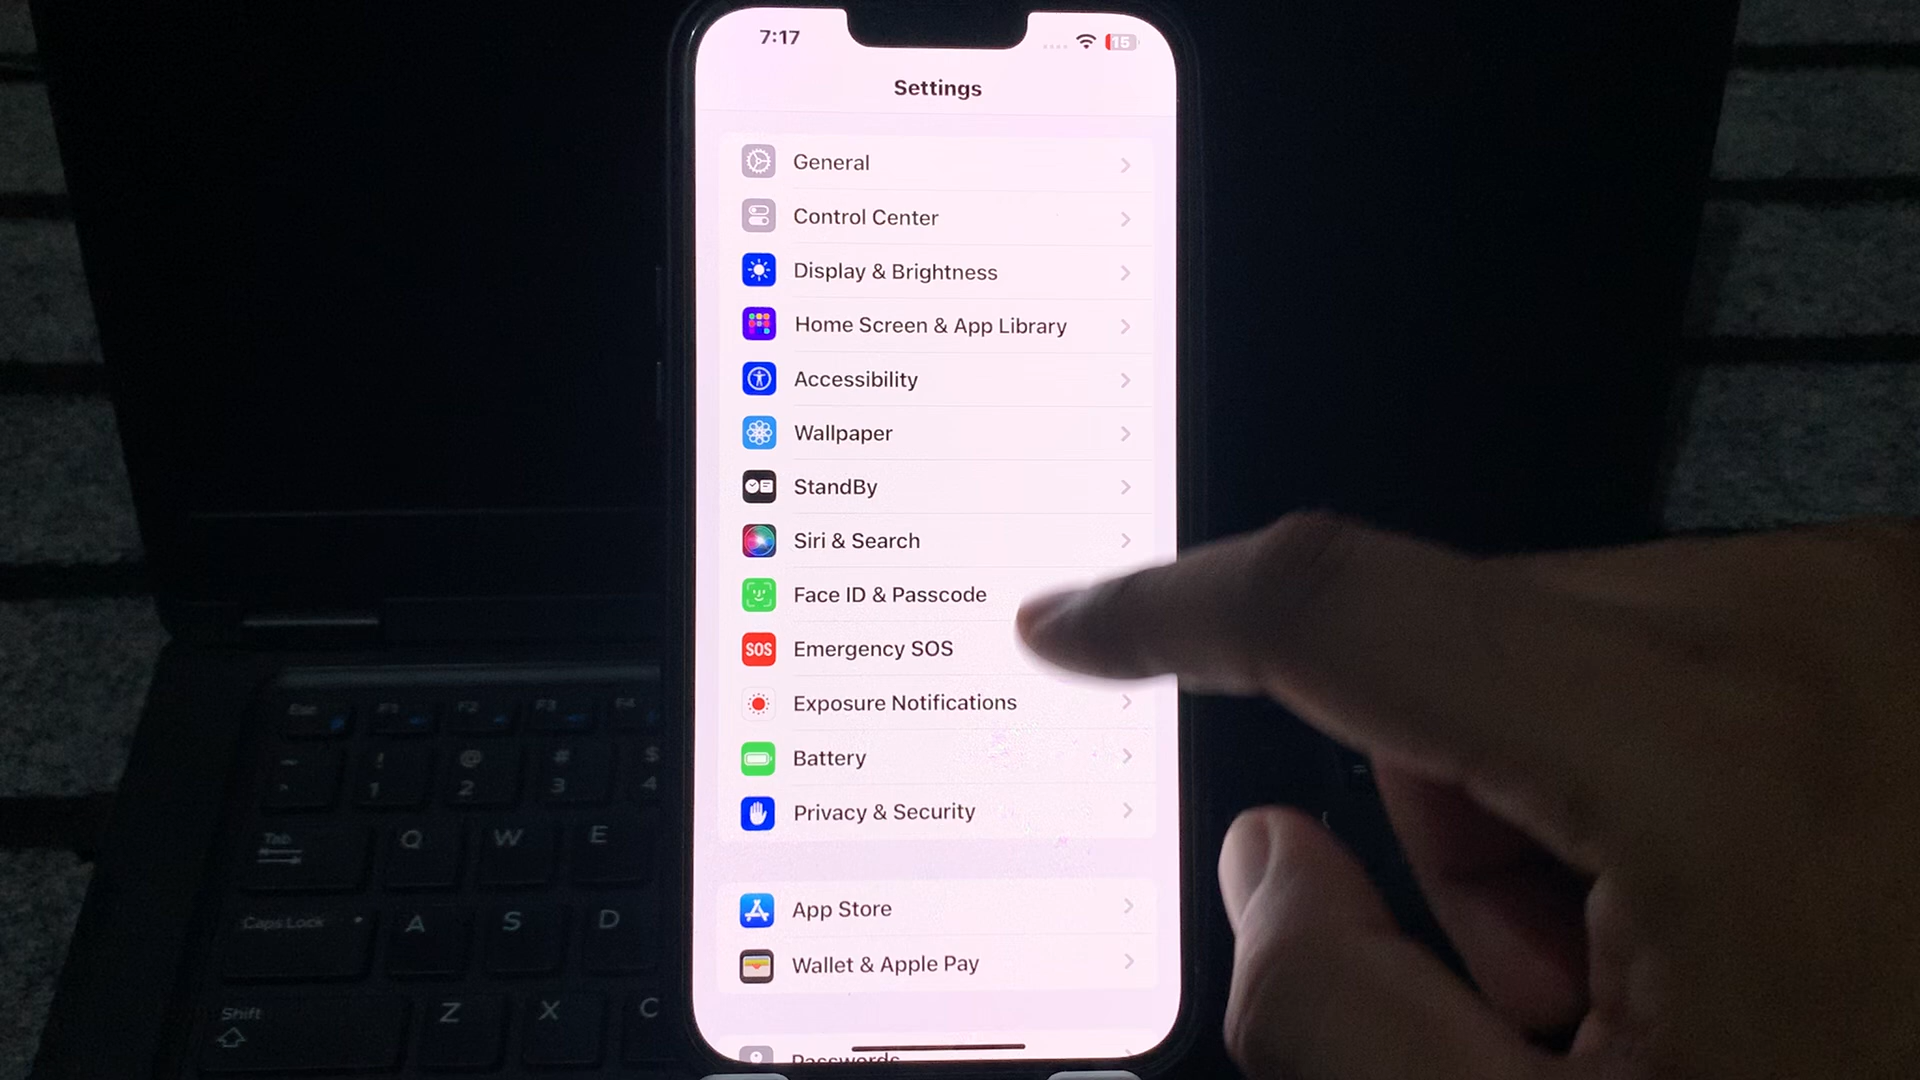 7:17
15
Settings
General
Control Center
Display & Brightness
Home Screen & App Library
Accessibility
Wallpaper
StandBy
Siri & Search
Face ID & Passcode
SOS Emergency SOS
Exposure Notifications
Battery
Privacy & Security
App Store
Wallet & Apple Pay
Passwords
Esc F1 F2 F3 F4
~ ! @ # $
1 2 3 4
Tab Q W E
Caps Lock A S D
Shift Z X C